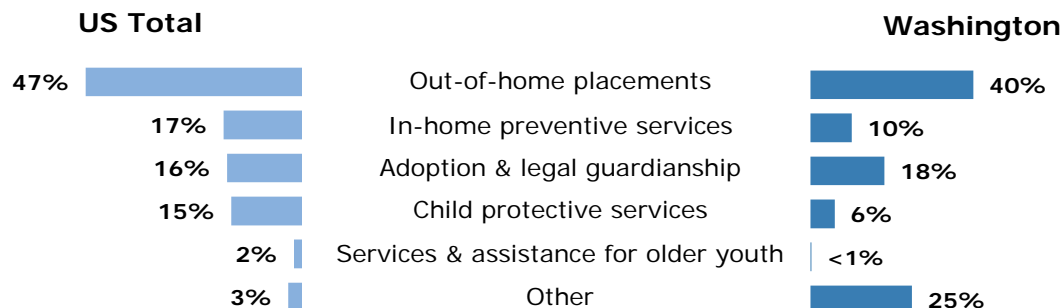 US Total Washington
47% Out-of-home placements 40%
17% In-home preventive services 10%
16% Adoption & legal guardianship 18%
15% Child protective services 6%
2% Services & assistance for older youth <1%
3% Other 25%